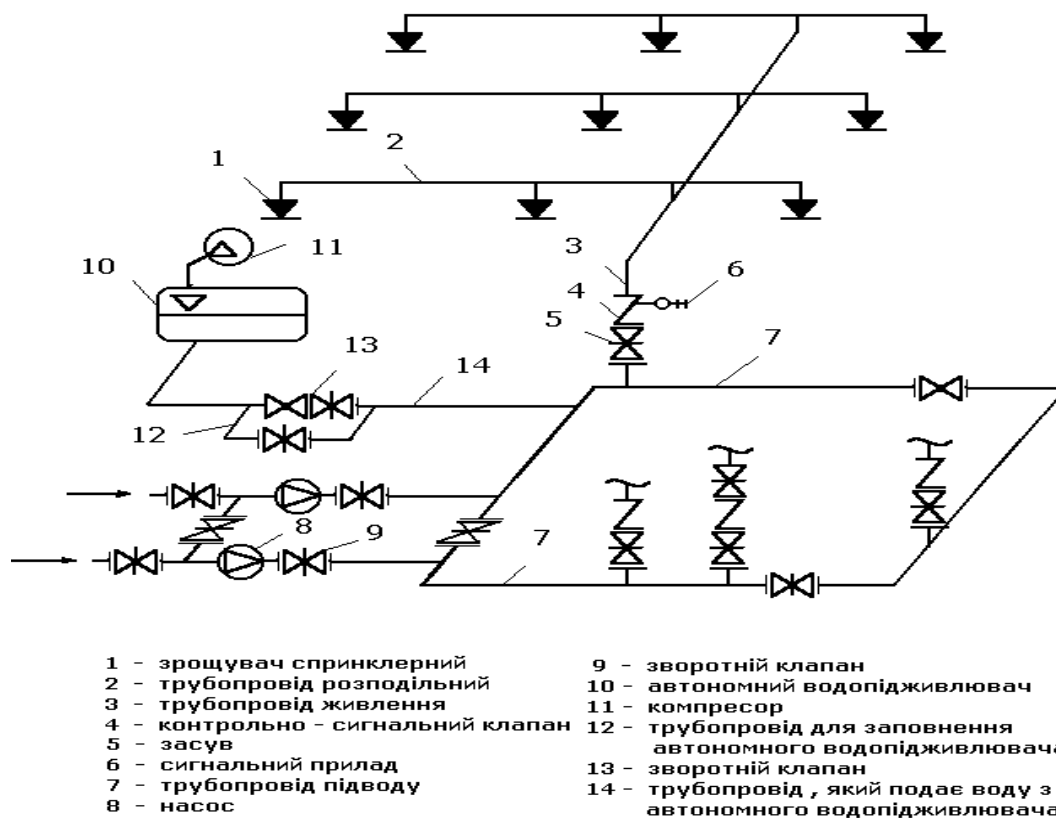 1
2
3
4
5
6
7
7
8
9
10
11
12
13
14
1 - зрощувач спринклерний
2 - трубопровід розподільний
3 - трубопровід живлення
4 - контрольно - сигнальний клапан
5 - засув
6 - сигнальний прилад
7 - трубопровід підводу
8 - насос
9 - зворотній клапан
10 - автономний водопідживлювач
11 - компресор
12 - трубопровід для заповнення
автономного водопідживлювача
13 - зворотній клапан
14 - трубопровід , який подає воду з
автономного водопідживлювача